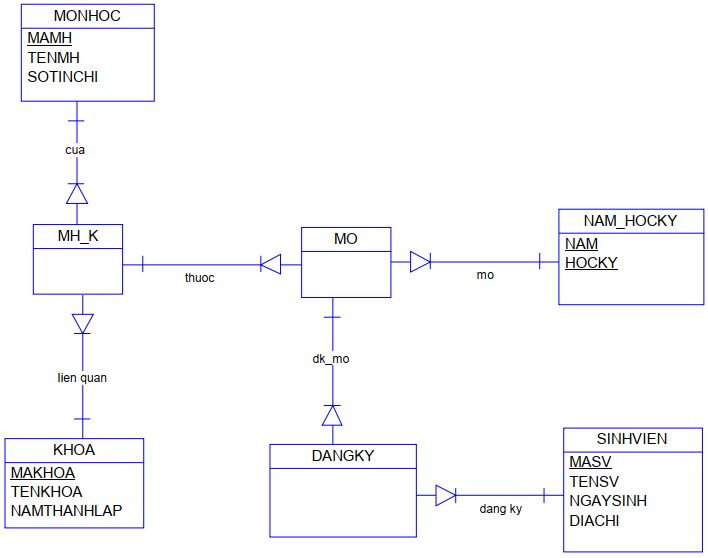 MONHOC
MAMH
TENMH
SOTINCHI
cua
MH_K
thuoc
MO
mo
NAM_HOCKY
NAM
HOCKY
lien quan
dk_mo
KHOA
MAKHOA
TENKHOA
NAMTHANHLAP
DANGKY
dang ky
SINHVIEN
MASV
TENSV
NGAYSINH
DIACHI